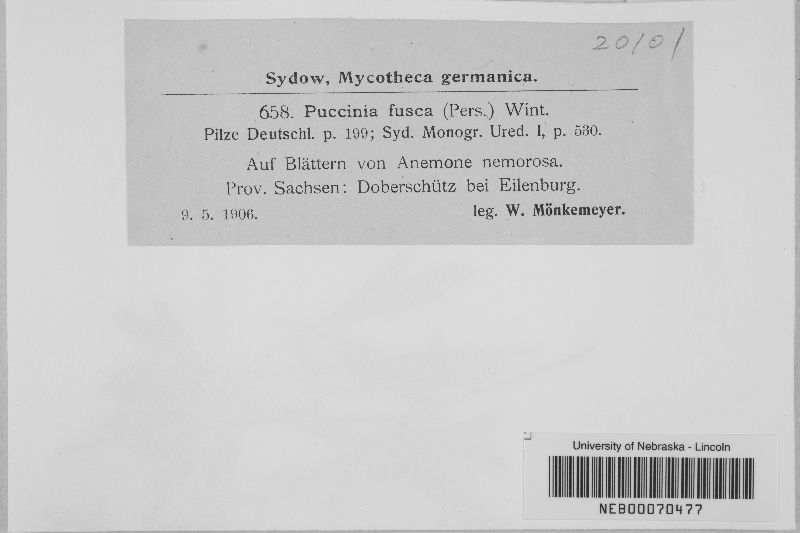 20101
Sydow, Mycotheca germanica.
658. Puccinia fusca (Pers.) Wint.
Pilze Deutschl. p. 199; Syd. Monogr. Ured. I, p. 530.
Auf Blättern von Anemone nemorosa.
Prov. Sachsen: Doberschütz bei Eilenburg.
9. 5. 1906. leg. W. Mönkemeyer.
University of Nebraska - Lincoln
NEB00070477